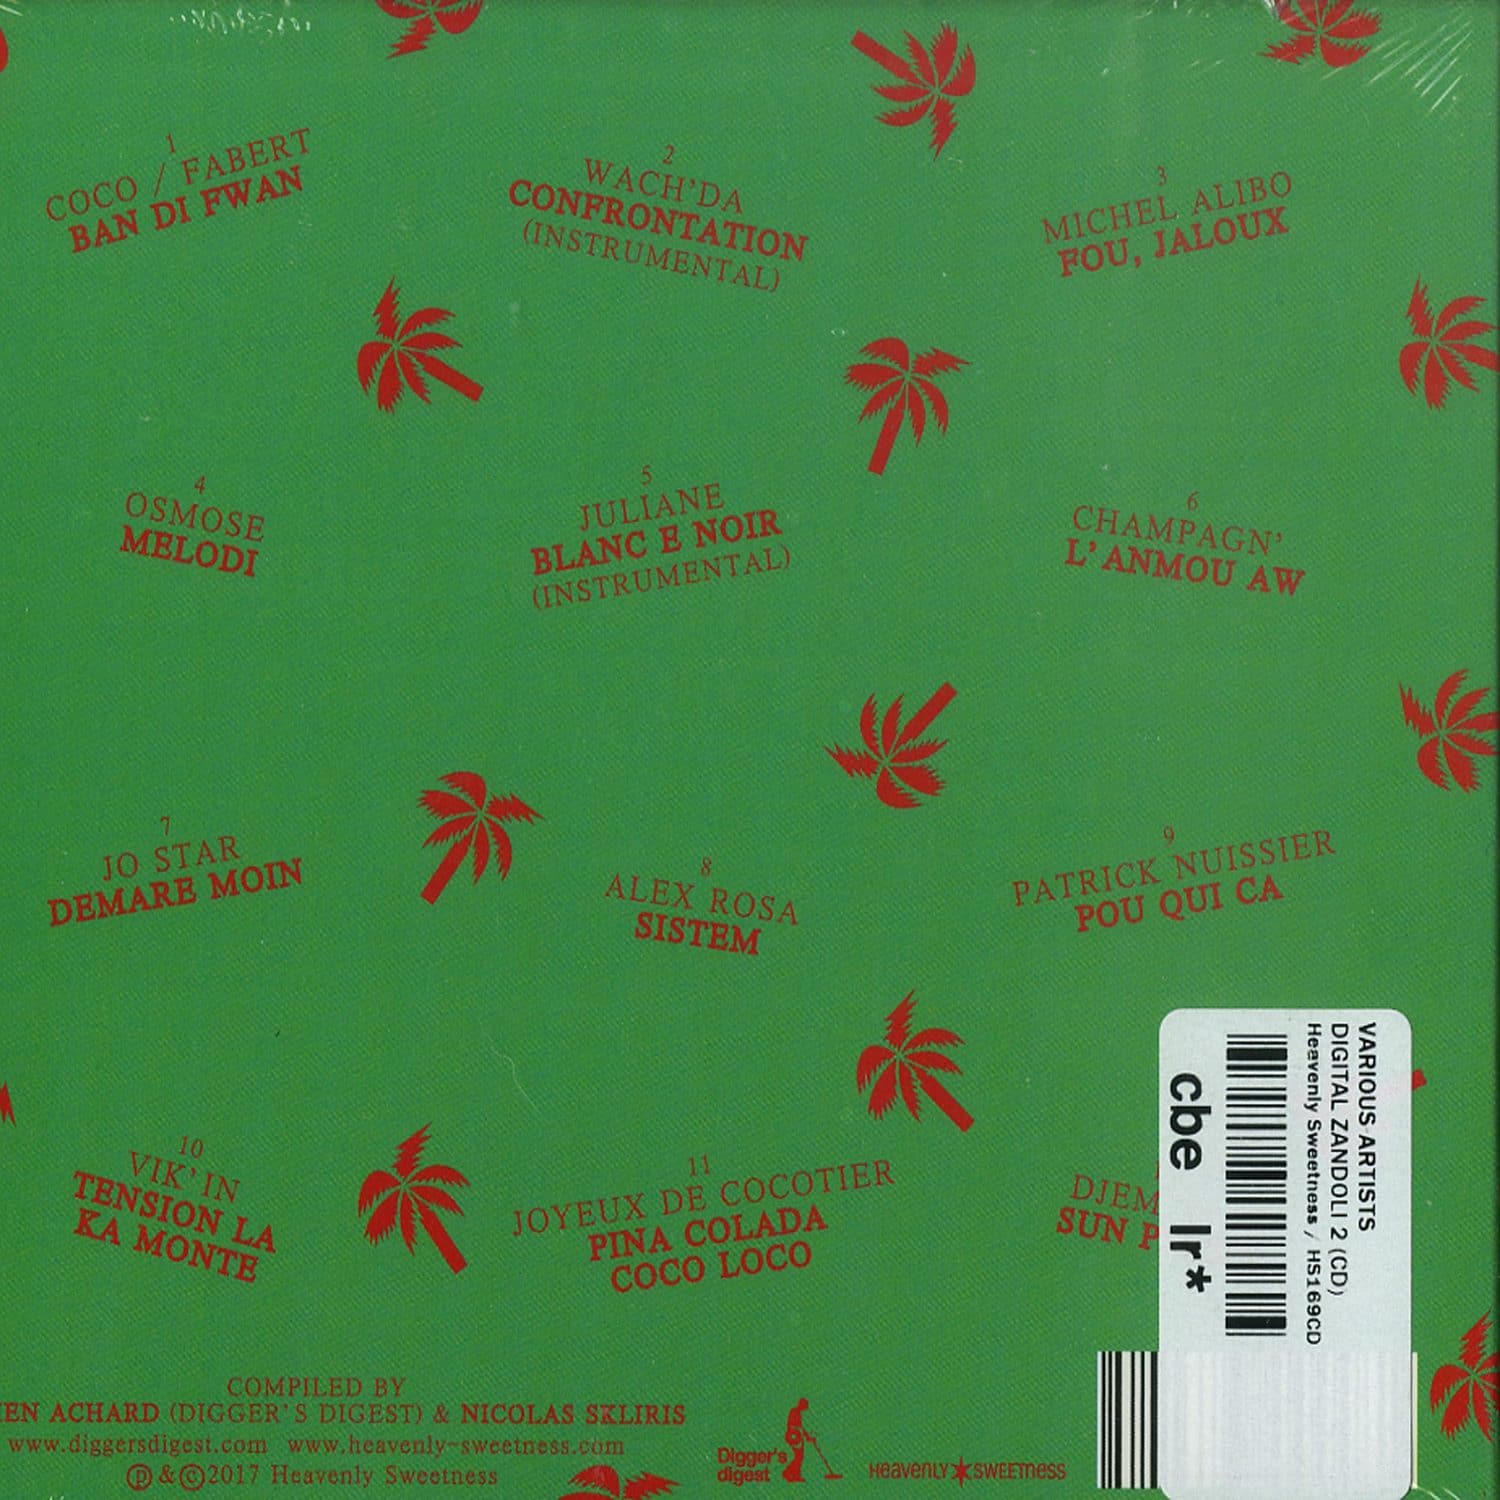 1
COCO / FABERT
BAN DI FWAN
2
WACH'DA
CONFRONTATION
(INSTRUMENTAL)
3
MICHEL ALIBO
FOU, JALOUX
4
OSMOSE
MELODI
5
JULIANE
BLANC E NOIR
(INSTRUMENTAL)
6
CHAMPAGN'
L'ANMOU AW
7
JO STAR
DEMARE MOIN
8
ALEX ROSA
SISTEM
9
PATRICK NUISSIER
POU QUI CA
10
VIK'IN
TENSION LA
KA MONTE
11
JOYEUX DE COCOTIER
PINA COLADA
COCO LOCO
DJEM
SUN P
VARIOUS ARTISTS
DIGITAL ZANDOLI 2 (CD)
Heavenly Sweetness / HS169CD
cbe lr*
COMPILED BY
IEN ACHARD (DIGGER'S DIGEST) & NICOLAS SKLIRIS
www.diggersdigest.com www.heavenly-sweetness.com
℗&©2017 Heavenly Sweetness
Digger's
digest
HEAVENLY SWEETNESS